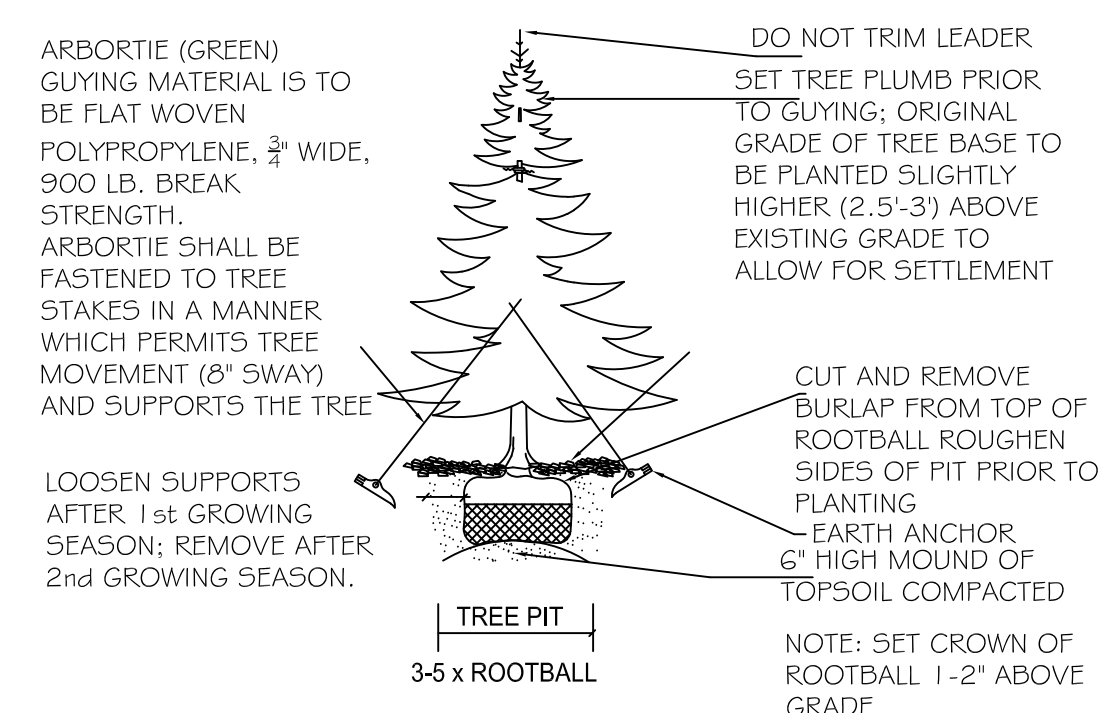 ARBORTIE (GREEN)
GUYING MATERIAL IS TO
BE FLAT WOVEN
POLYPROPYLENE, 3/4" WIDE,
900 LB. BREAK
STRENGTH.
ARBORTIE SHALL BE
FASTENED TO TREE
STAKES IN A MANNER
WHICH PERMITS TREE
MOVEMENT (8" SWAY)
AND SUPPORTS THE TREE
LOOSEN SUPPORTS
AFTER 1st GROWING
SEASON; REMOVE AFTER
2nd GROWING SEASON.
DO NOT TRIM LEADER
SET TREE PLUMB PRIOR
TO GUYING; ORIGINAL
GRADE OF TREE BASE TO
BE PLANTED SLIGHTLY
HIGHER (2.5'-3') ABOVE
EXISTING GRADE TO
ALLOW FOR SETTLEMENT
CUT AND REMOVE
BURLAP FROM TOP OF
ROOTBALL ROUGHEN
SIDES OF PIT PRIOR TO
PLANTING
EARTH ANCHOR
6" HIGH MOUND OF
TOPSOIL COMPACTED
TREE PIT
3-5 x ROOTBALL
NOTE: SET CROWN OF
ROOTBALL 1-2" ABOVE
GRADE